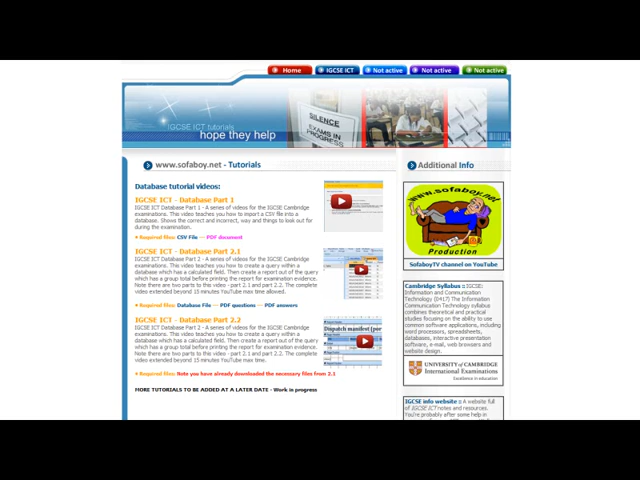 Home
IGCSE ICT
Not active
Not active
Not active
SILENCE
EXAMS IN
PROGRESS
IGCSE ICT tutorials
hope they help
www.sofaboy.net - Tutorials
Database tutorial videos:
IGCSE ICT - Database Part 1
IGCSE ICT Database Part 1 - A series of videos for the IGCSE Cambridge
examinations. This video teaches you how to import a CSV file into a
database. Shows the correct and incorrect, way and things to look out for
during the examination.
Required files: CSV File --- PDF document
IGCSE ICT - Database Part 2.1
IGCSE ICT Database Part 2 - A series of videos for the IGCSE Cambridge
examinations. This video teaches you how to create a query within a
database which has a calculated field. Then create a report out of the query
which has a group total before printing the report for examination evidence.
Note there are two parts to this video - part 2.1 and part 2.2. The complete
video extended beyond 15 minutes YouTube max time allowed.
Required files: Database File --- PDF questions --- PDF answers
IGCSE ICT - Database Part 2.2
IGCSE ICT Database Part 2 - A series of videos for the IGCSE Cambridge
examinations. This video teaches you how to create a query within a
database which has a calculated field. Then create a report out of the query
which has a group total before printing the report for examination evidence.
Note there are two parts to this video - part 2.1 and part 2.2. The complete
video extended beyond 15 minutes YouTube max time allowed.
Dispatch manifest (por
Required files: Note you have already downloaded the necessary files from 2.1
MORE TUTORIALS TO BE ADDED AT A LATER DATE - Work in progress
Additional Info
www.sofaboy.net
Production
SofaboyTV channel on YouTube
Cambridge Syllabus :: IGCSE:
Information and Communication
Technology (0417) The Information
Communication Technology syllabus
combines theoretical and practical
studies focusing on the ability to use
common software applications, including
word processors, spreadsheets,
databases, interactive presentation
software, e-mail, web browsers and
website design.
UNIVERSITY of CAMBRIDGE
International Examinations
Excellence in education
IGCSE info website :: A website full
of IGCSE ICT notes and resources.
You're probably after some help in